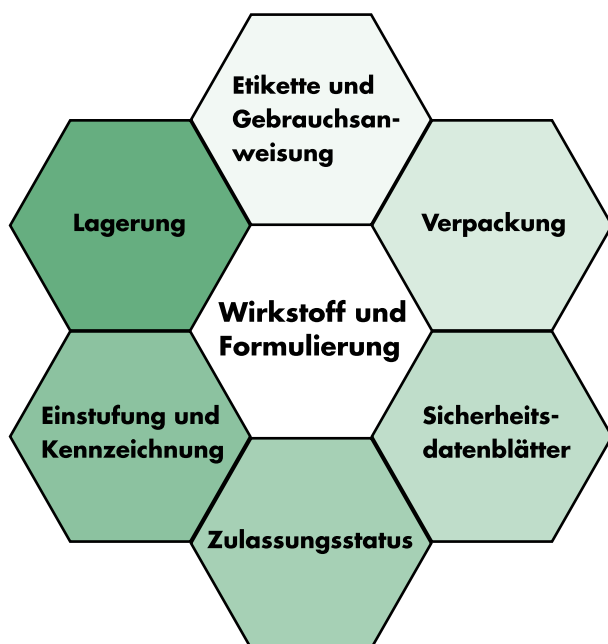 Etikette und
Gebrauchsan-
weisung
Lagerung
Verpackung
Wirkstoff und
Formulierung
Einstufung und
Kennzeichnung
Sicherheits-
datenblätter
Zulassungsstatus